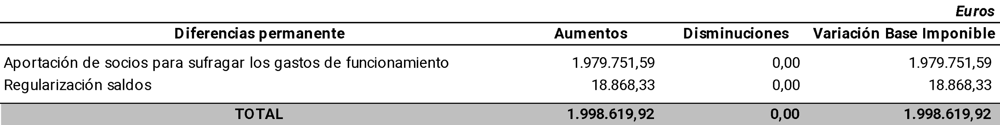 Euros
Diferencias permanente Aumentos Disminuciones Variación Base Imponible
Aportación de socios para sufragar los gastos de funcionamiento 1.979.751,59 0,00 1.979.751,59
Regularización saldos 18.868,33 0,00 18.868,33
TOTAL 1.998.619,92 0,00 1.998.619,92